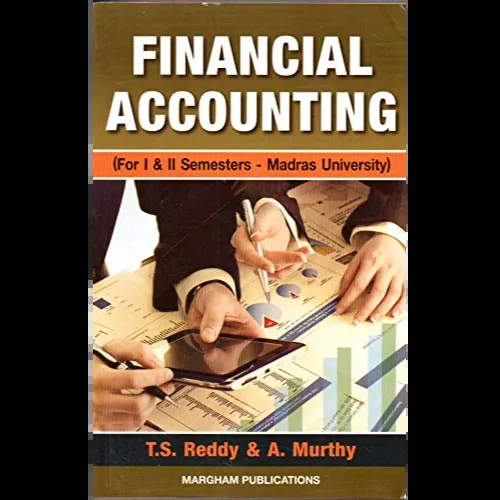 FINANCIAL
ACCOUNTING
(For I & II Semesters - Madras University)
T.S. Reddy & A. Murthy
MARGHAM PUBLICATIONS